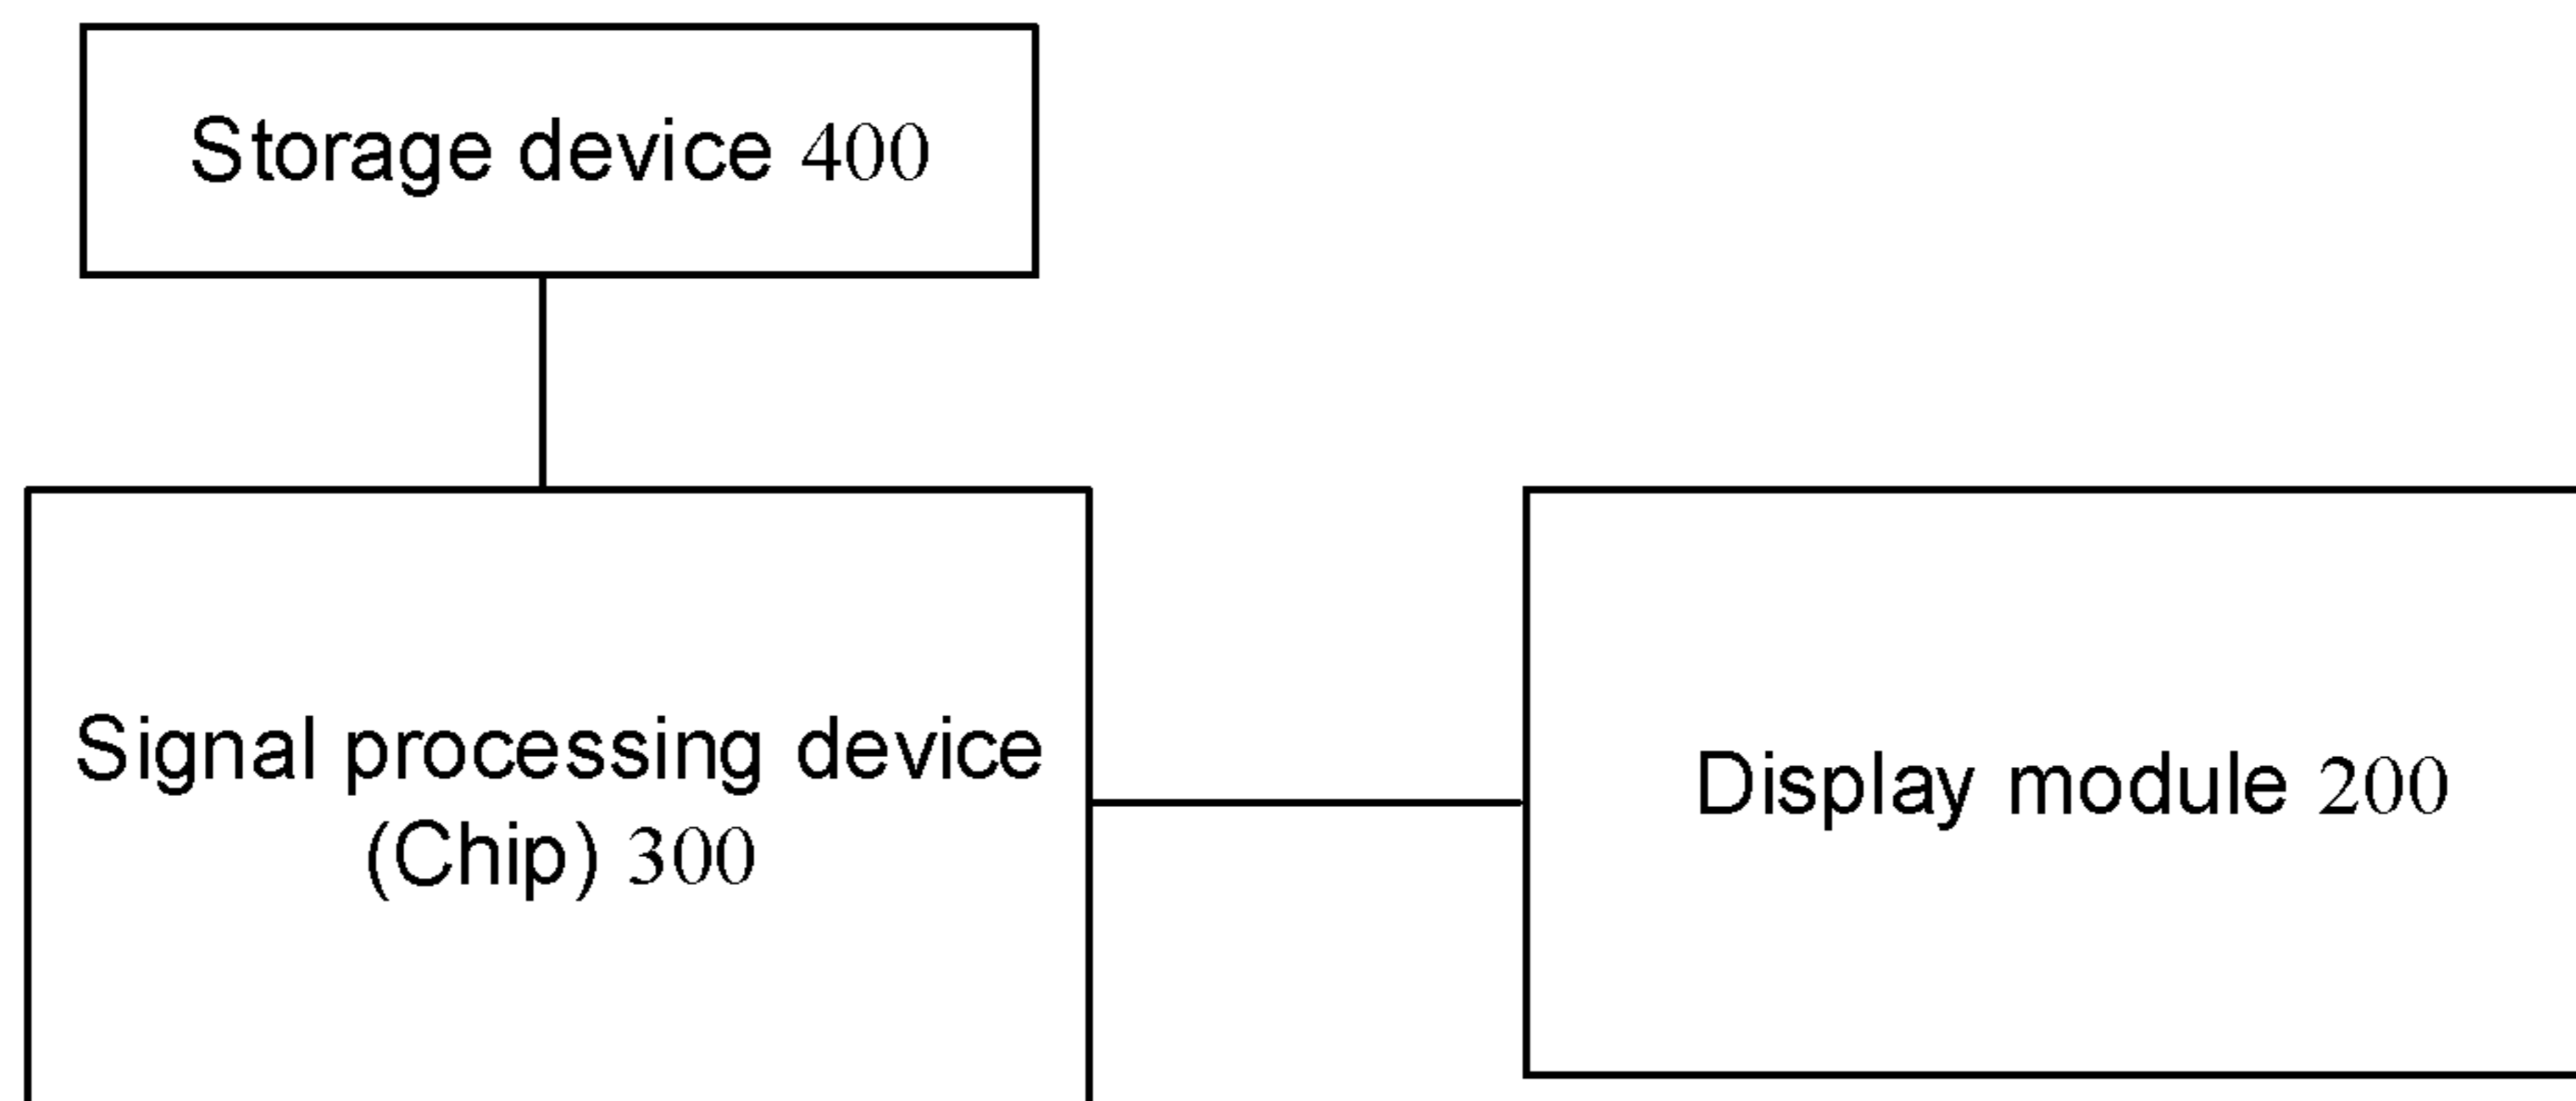 Storage device 400
Signal processing device
(Chip) 300
Display module 200